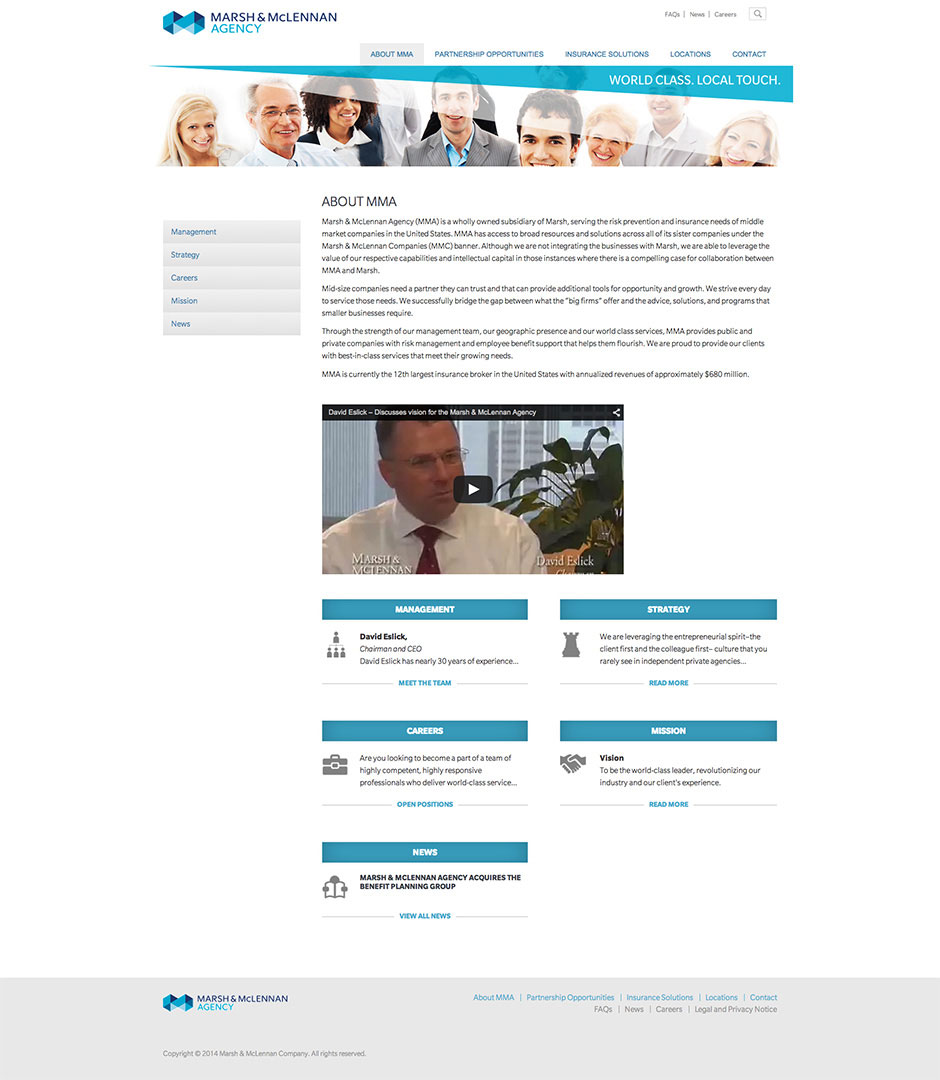 MARSH & McLENNAN
AGENCY
FAQs | News | Careers
ABOUT MMA
PARTNERSHIP OPPORTUNITIES
INSURANCE SOLUTIONS
LOCATIONS
CONTACT
WORLD CLASS. LOCAL TOUCH.
Management
Strategy
Careers
Mission
News
ABOUT MMA
Marsh & McLennan Agency (MMA) is a wholly owned subsidiary of Marsh, serving the risk prevention and insurance needs of middle
market companies in the United States. MMA has access to broad resources and solutions across all of its sister companies under the
Marsh & McLennan Companies (MMC) banner. Although we are not integrating the businesses with Marsh, we are able to leverage the
value of our respective capabilities and intellectual capital in those instances where there is a compelling case for collaboration between
MMA and Marsh.
Mid-size companies need a partner they can trust and that can provide additional tools for opportunity and growth. We strive every day
to service those needs. We successfully bridge the gap between what the "big firms" offer and the advice, solutions, and programs that
smaller businesses require.
Through the strength of our management team, our geographic presence and our world class services, MMA provides public and
private companies with risk management and employee benefit support that helps them flourish. We are proud to provide our clients
with best-in-class services that meet their growing needs.
MMA is currently the 12th largest insurance broker in the United States with annualized revenues of approximately $680 million.
David Eslick – Discusses vision for the Marsh & McLennan Agency
MARSH &
MCLENNAN
David Eslick
Chairman
MANAGEMENT
David Eslick,
Chairman and CEO
David Eslick has nearly 30 years of experience...
MEET THE TEAM
STRATEGY
We are leveraging the entrepreneurial spirit–the
client first and the colleague first– culture that you
rarely see in independent private agencies...
READ MORE
CAREERS
Are you looking to become a part of a team of
highly competent, highly responsive
professionals who deliver world-class service...
OPEN POSITIONS
MISSION
Vision
To be the world-class leader, revolutionizing our
industry and our client's experience.
READ MORE
NEWS
MARSH & MCLENNAN AGENCY ACQUIRES THE
BENEFIT PLANNING GROUP
VIEW ALL NEWS
MARSH & McLENNAN
AGENCY
About MMA | Partnership Opportunities | Insurance Solutions | Locations | Contact
FAQs | News | Careers | Legal and Privacy Notice
Copyright © 2014 Marsh & McLennan Company. All rights reserved.